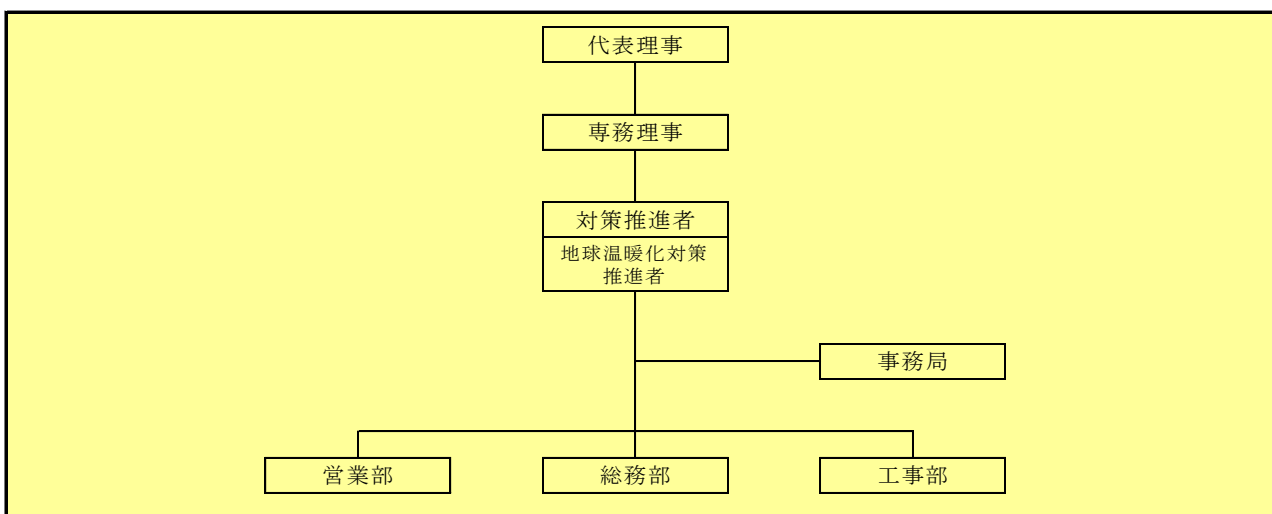 代表理事
専務理事
対策推進者
地球温暖化対策
推進者
事務局
営業部
総務部
工事部